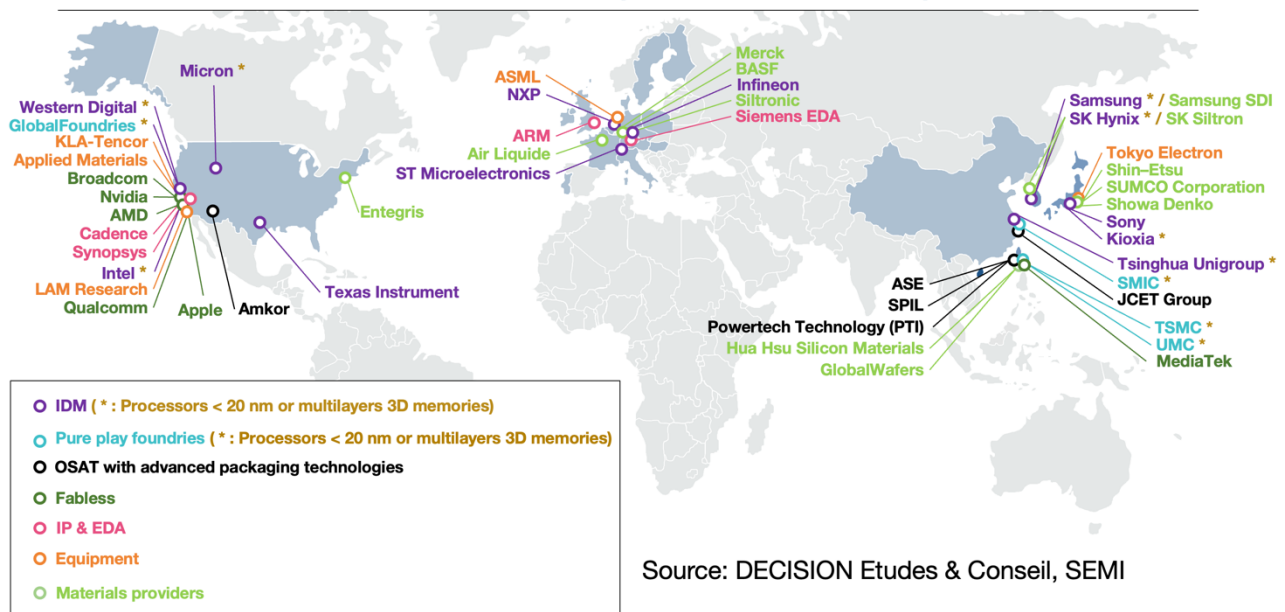 Micron *
Western Digital *
GlobalFoundries *
KLA-Tencor
Applied Materials
Broadcom
Nvidia
AMD
Cadence
Synopsys
Intel *
LAM Research
Qualcomm
Apple
Amkor
Texas Instrument
Entegris
ASML
NXP
ARM
Air Liquide
ST Microelectronics
Merck
BASF
Infineon
Siltronic
Siemens EDA
Samsung * / Samsung SDI
SK Hynix * / SK Siltron
Tokyo Electron
Shin–Etsu
SUMCO Corporation
Showa Denko
Sony
Kioxia *
Tsinghua Unigroup *
SMIC *
JCET Group
ASE
SPIL
Powertech Technology (PTI)
Hua Hsu Silicon Materials
GlobalWafers
TSMC *
UMC *
MediaTek
IDM ( * : Processors < 20 nm or multilayers 3D memories)
Pure play foundries ( * : Processors < 20 nm or multilayers 3D memories)
OSAT with advanced packaging technologies
Fabless
IP & EDA
Equipment
Materials providers
Source: DECISION Etudes & Conseil, SEMI